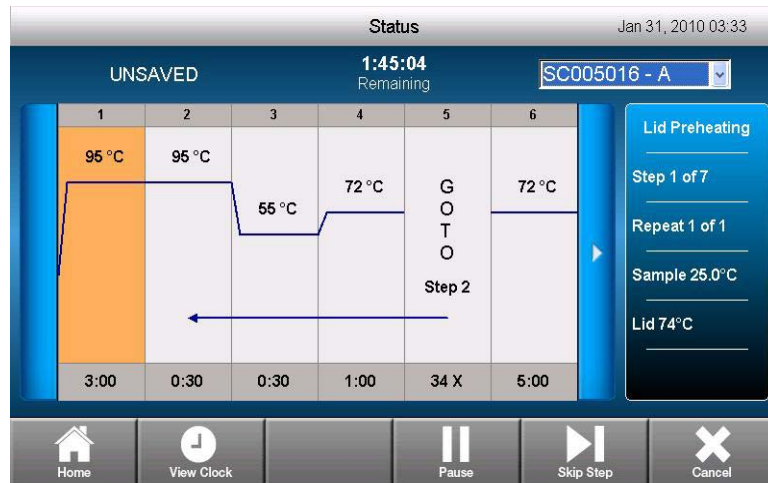 Status
Jan 31, 2010 03:33
UNSAVED
1:45:04
Remaining
SC005016 - A
1 2 3 4 5 6
95 °C 95 °C 55 °C 72 °C GOTO 72 °C
Step 2
3:00 0:30 0:30 1:00 34 X 5:00
Lid Preheating
Step 1 of 7
Repeat 1 of 1
Sample 25.0°C
Lid 74°C
Home View Clock Pause Skip Step Cancel